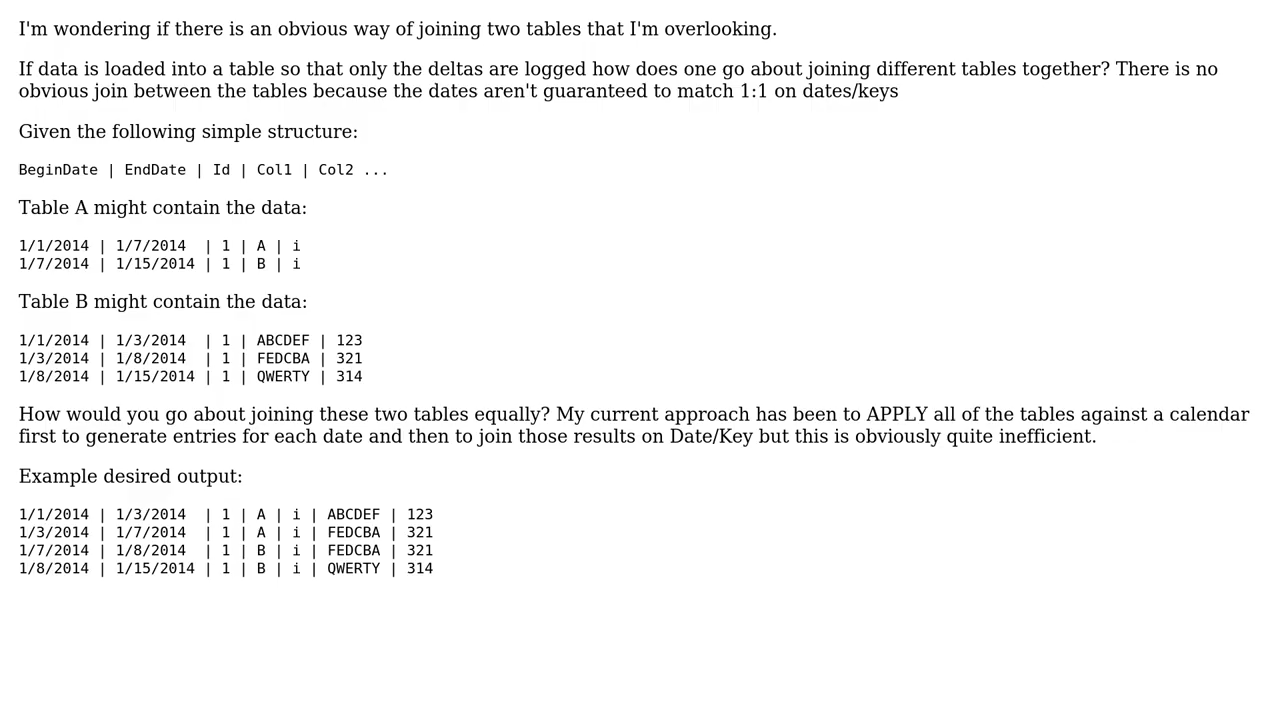 I'm wondering if there is an obvious way of joining two tables that I'm overlooking.
If data is loaded into a table so that only the deltas are logged how does one go about joining different tables together? There is no
obvious join between the tables because the dates aren't guaranteed to match 1:1 on dates/keys
Given the following simple structure:
BeginDate | EndDate | Id | Col1 | Col2 ...
Table A might contain the data:
1/1/2014 | 1/7/2014  | 1 | A | i
1/7/2014 | 1/15/2014 | 1 | B | i
Table B might contain the data:
1/1/2014 | 1/3/2014  | 1 | ABCDEF | 123
1/3/2014 | 1/8/2014  | 1 | FEDCBA | 321
1/8/2014 | 1/15/2014 | 1 | QWERTY | 314
How would you go about joining these two tables equally? My current approach has been to APPLY all of the tables against a calendar
first to generate entries for each date and then to join those results on Date/Key but this is obviously quite inefficient.
Example desired output:
1/1/2014 | 1/3/2014  | 1 | A | i | ABCDEF | 123
1/3/2014 | 1/7/2014  | 1 | A | i | FEDCBA | 321
1/7/2014 | 1/8/2014  | 1 | B | i | FEDCBA | 321
1/8/2014 | 1/15/2014 | 1 | B | i | QWERTY | 314